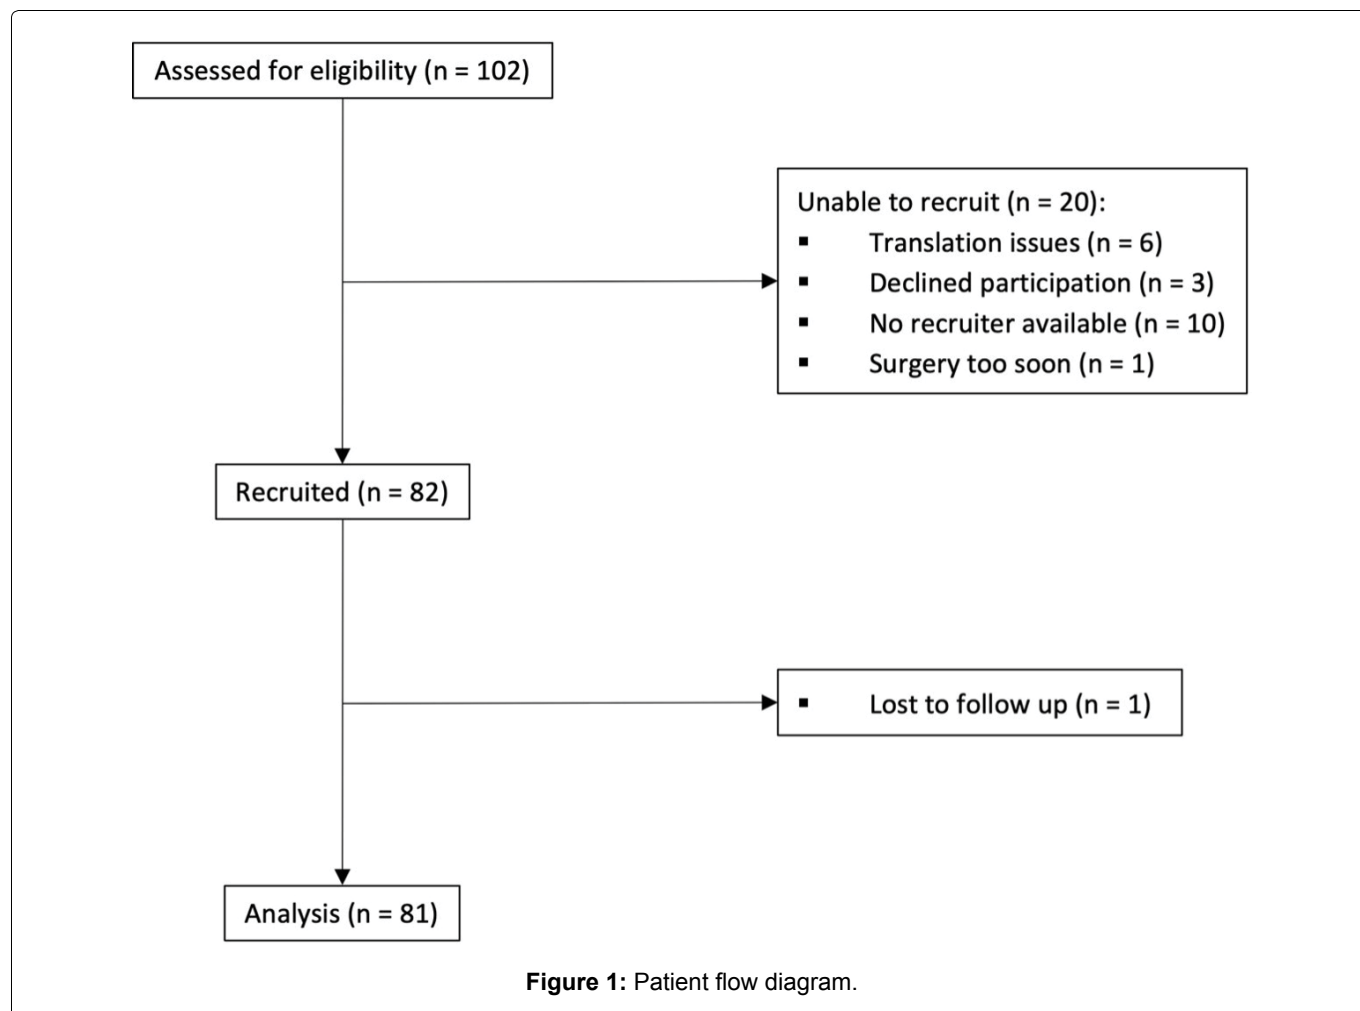 Assessed for eligibility (n = 102)
Unable to recruit (n = 20):
▪ Translation issues (n = 6)
▪ Declined participation (n = 3)
▪ No recruiter available (n = 10)
▪ Surgery too soon (n = 1)
Recruited (n = 82)
▪ Lost to follow up (n = 1)
Analysis (n = 81)
Figure 1: Patient flow diagram.